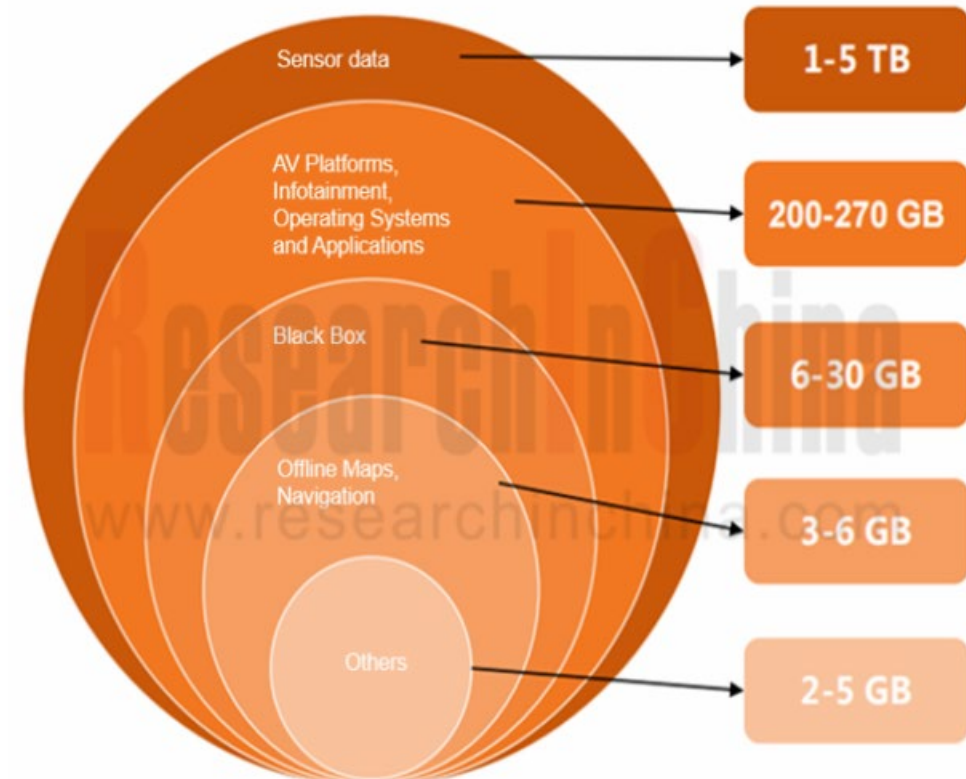 Sensor data
1-5 TB
AV Platforms,
Infotainment,
Operating Systems
and Applications
200-270 GB
ResearchInChina
Black Box
6-30 GB
Offline Maps,
Navigation
www.researchinchina.com
3-6 GB
Others
2-5 GB